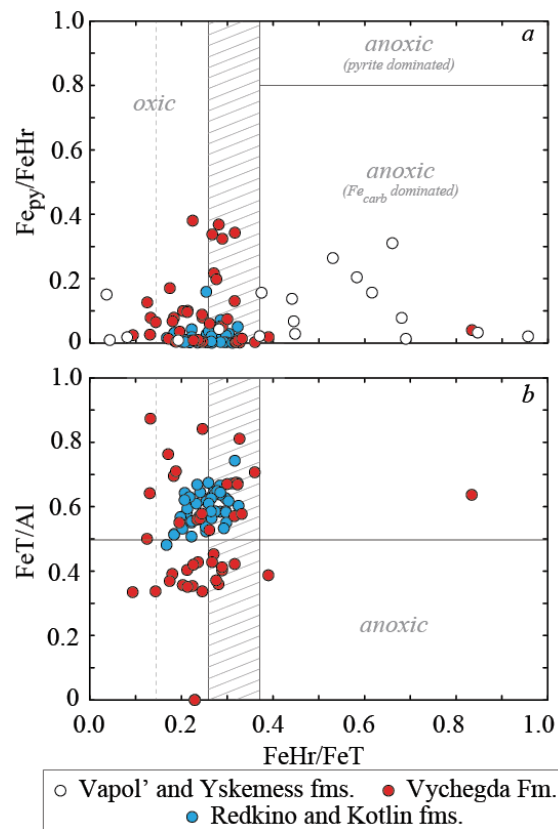 a
anoxic
(pyrite dominated)
oxic
anoxic
(Fecarb dominated)
1.0
0.8
0.6
0.4
0.2
0
Fepy/FeHr
b
anoxic
1.0
0.8
0.6
0.4
0.2
0
FeT/Al
0.0 0.2 0.4 0.6 0.8 1.0
FeHr/FeT
Vapol’ and Yskemess fms. Vychegda Fm.
Redkino and Kotlin fms.